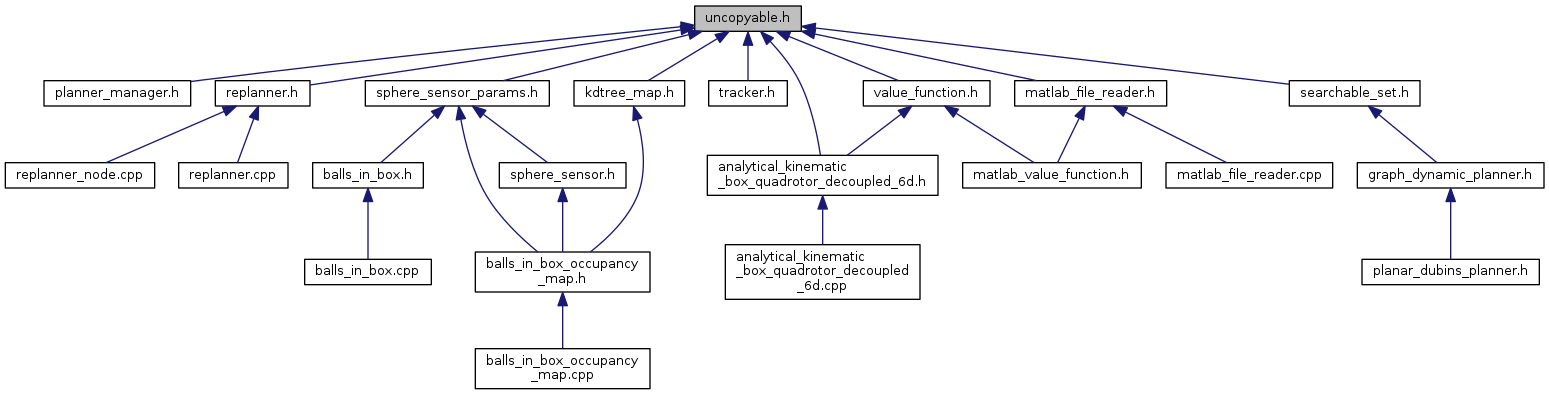 uncopyable.h
planner_manager.h
replanner.h
sphere_sensor_params.h
kdtree_map.h
tracker.h
value_function.h
matlab_file_reader.h
searchable_set.h
replanner_node.cpp
replanner.cpp
balls_in_box.h
sphere_sensor.h
analytical_kinematic
_box_quadrotor_decoupled_6d.h
matlab_value_function.h
matlab_file_reader.cpp
graph_dynamic_planner.h
balls_in_box.cpp
balls_in_box_occupancy
_map.h
analytical_kinematic
_box_quadrotor_decoupled
_6d.cpp
planar_dubins_planner.h
balls_in_box_occupancy
_map.cpp